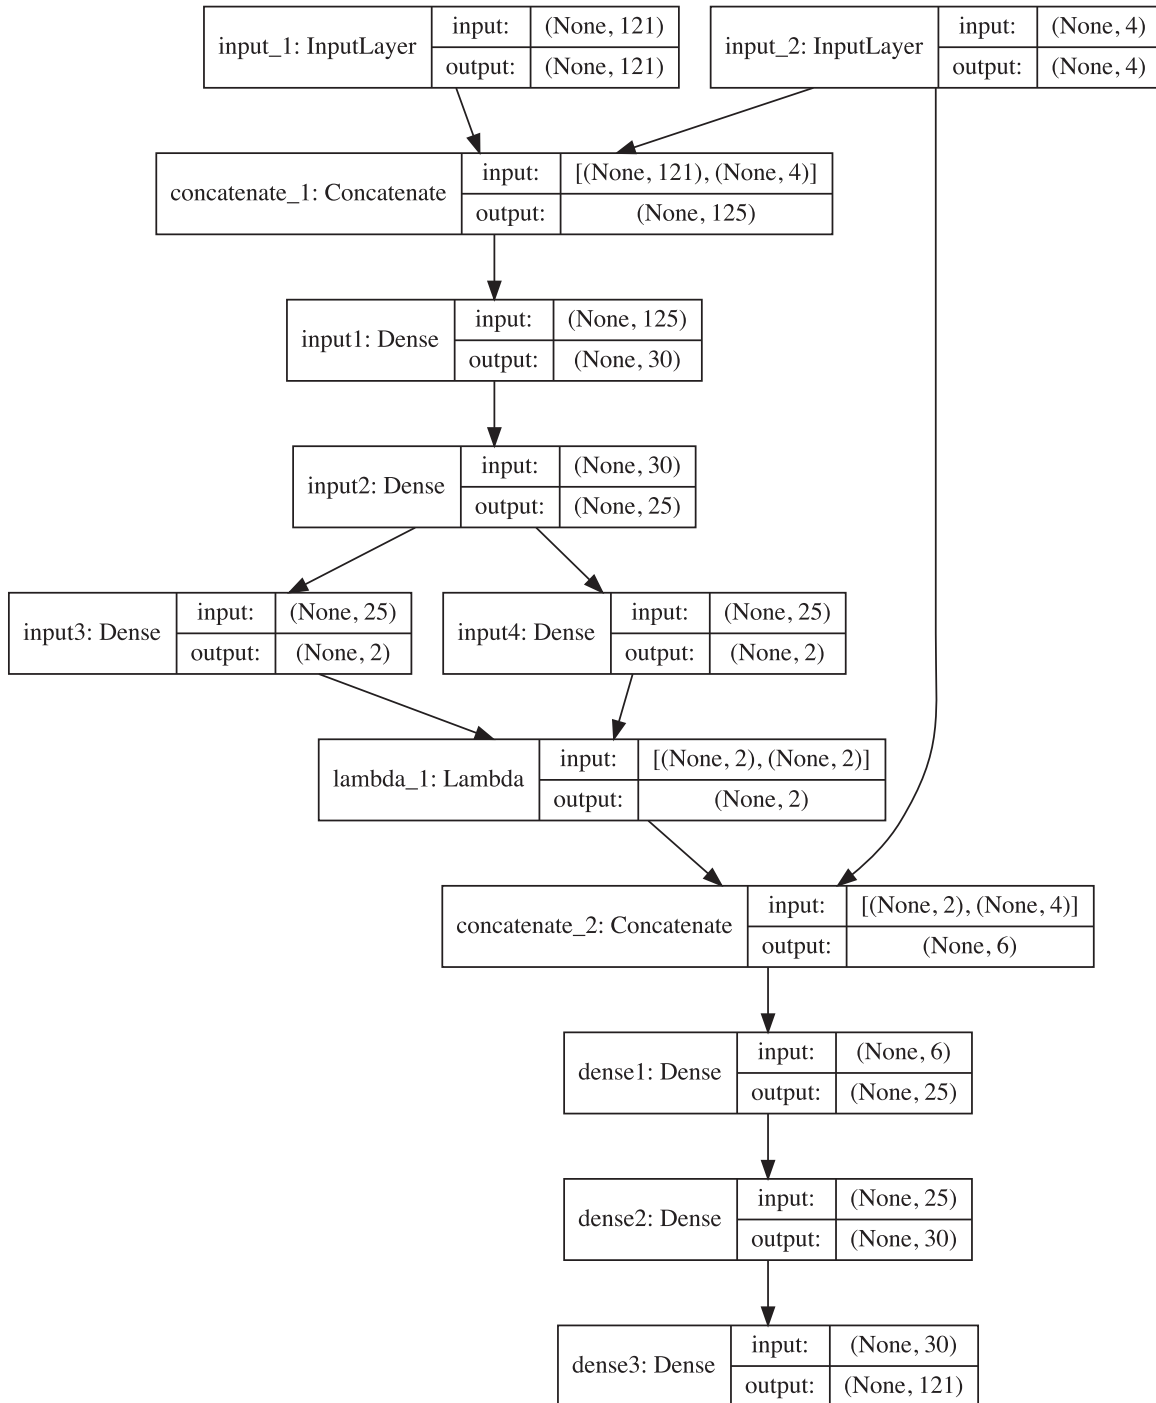 input_1: InputLayer
input: (None, 121)
output: (None, 121)
input_2: InputLayer
input: (None, 4)
output: (None, 4)
concatenate_1: Concatenate
input: [(None, 121), (None, 4)]
output: (None, 125)
input1: Dense
input: (None, 125)
output: (None, 30)
input2: Dense
input: (None, 30)
output: (None, 25)
input3: Dense
input: (None, 25)
output: (None, 2)
input4: Dense
input: (None, 25)
output: (None, 2)
lambda_1: Lambda
input: [(None, 2), (None, 2)]
output: (None, 2)
concatenate_2: Concatenate
input: [(None, 2), (None, 4)]
output: (None, 6)
dense1: Dense
input: (None, 6)
output: (None, 25)
dense2: Dense
input: (None, 25)
output: (None, 30)
dense3: Dense
input: (None, 30)
output: (None, 121)